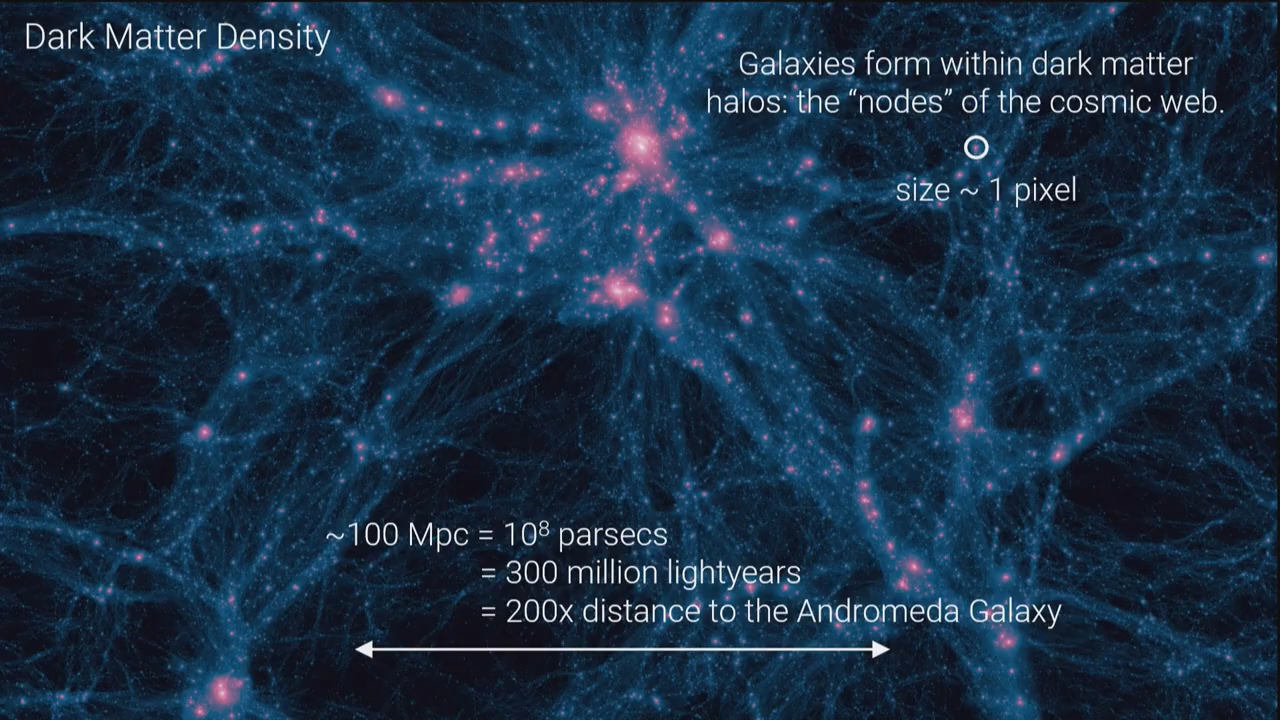 Dark Matter Density
Galaxies form within dark matter
halos: the “nodes” of the cosmic web.
size ~ 1 pixel
~100 Mpc = 10⁸ parsecs
= 300 million lightyears
= 200x distance to the Andromeda Galaxy